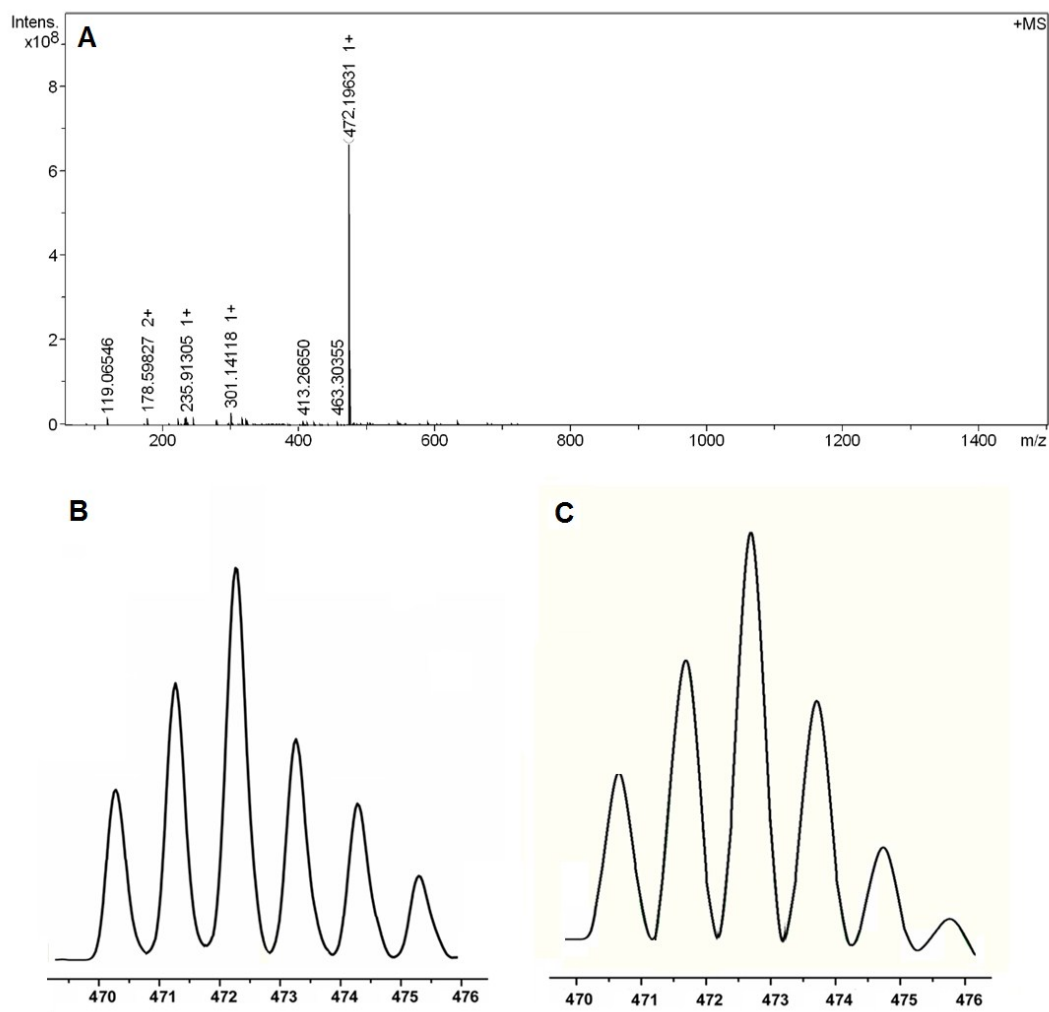 Intens.
x10⁸
A
+MS
8
6
4
2
0
119.06546
178.59827 2+
235.91305 1+
301.14118 1+
413.26650
463.30355
472.19631 1+
200 400 600 800 1000 1200 1400 m/z
B
C
470 471 472 473 474 475 476
470 471 472 473 474 475 476